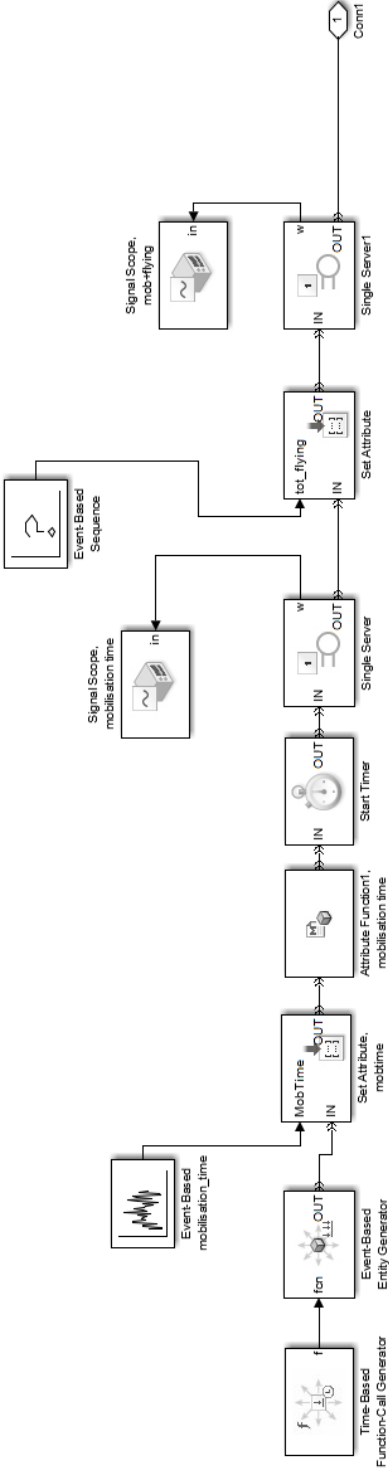 f
Time-Based
Function-Call Generator
fcn
OUT
Event-Based
Entity Generator
Event-Based
mobilisation_time
MobTime
IN
OUT
Set Attribute,
mobtime
Attribute Function1,
mobilisation time
IN
OUT
Start Timer
IN
w
OUT
Single Server
in
Signal Scope,
mobilisation time
Event-Based
Sequence
tot_flying
IN
OUT
Set Attribute
IN
w
OUT
Single Server1
in
Signal Scope,
mob+flying
1
Conn1